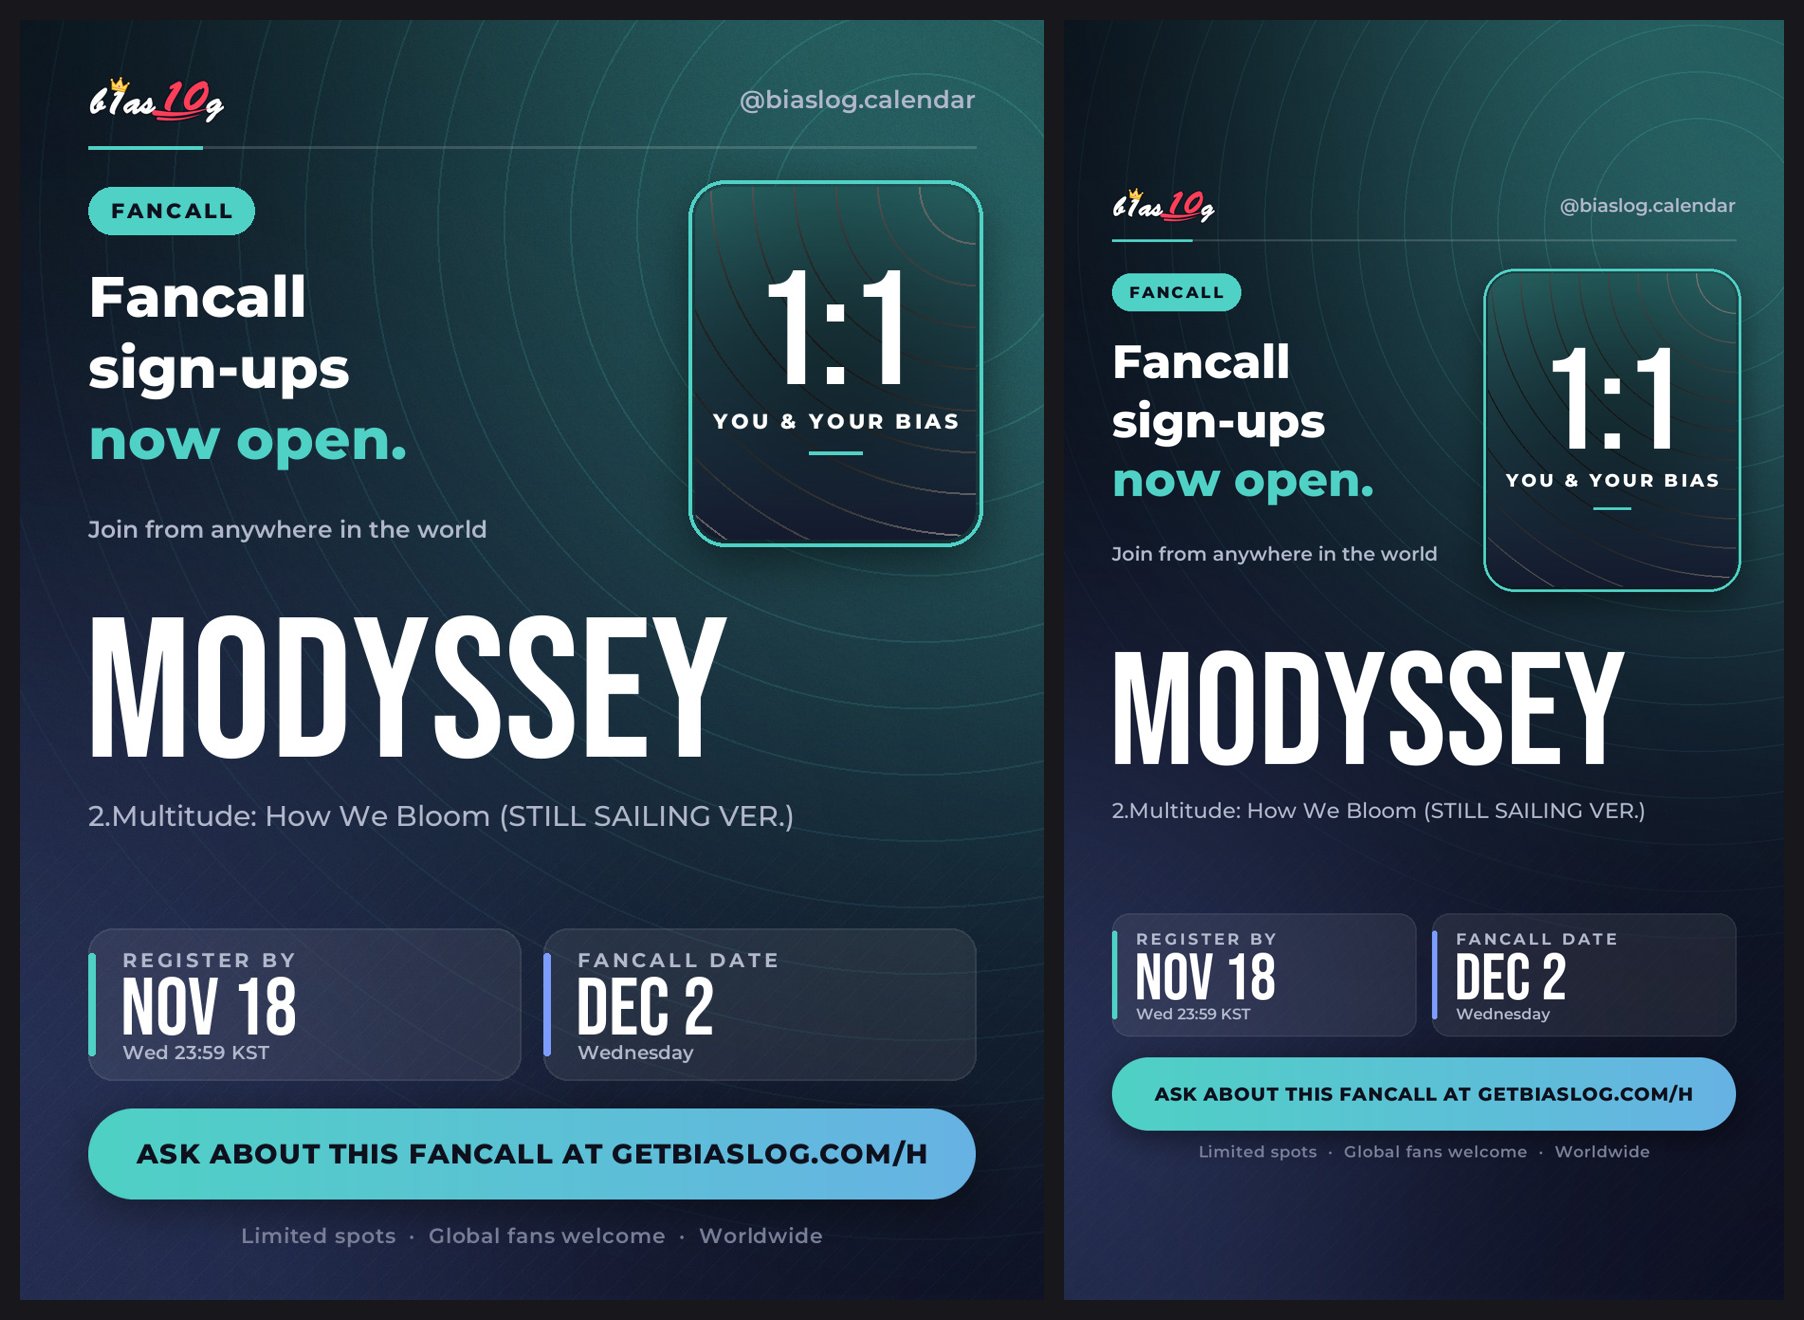 bias10g
@biaslog.calendar
FANCALL
Fancall
sign-ups
now open.
Join from anywhere in the world
1:1
YOU & YOUR BIAS
MODYSSEY
2.Multitude: How We Bloom (STILL SAILING VER.)
REGISTER BY
NOV 18
Wed 23:59 KST
FANCALL DATE
DEC 2
Wednesday
ASK ABOUT THIS FANCALL AT GETBIASLOG.COM/H
Limited spots · Global fans welcome · Worldwide
bias10g
@biaslog.calendar
FANCALL
Fancall
sign-ups
now open.
Join from anywhere in the world
1:1
YOU & YOUR BIAS
MODYSSEY
2.Multitude: How We Bloom (STILL SAILING VER.)
REGISTER BY
NOV 18
Wed 23:59 KST
FANCALL DATE
DEC 2
Wednesday
ASK ABOUT THIS FANCALL AT GETBIASLOG.COM/H
Limited spots · Global fans welcome · Worldwide